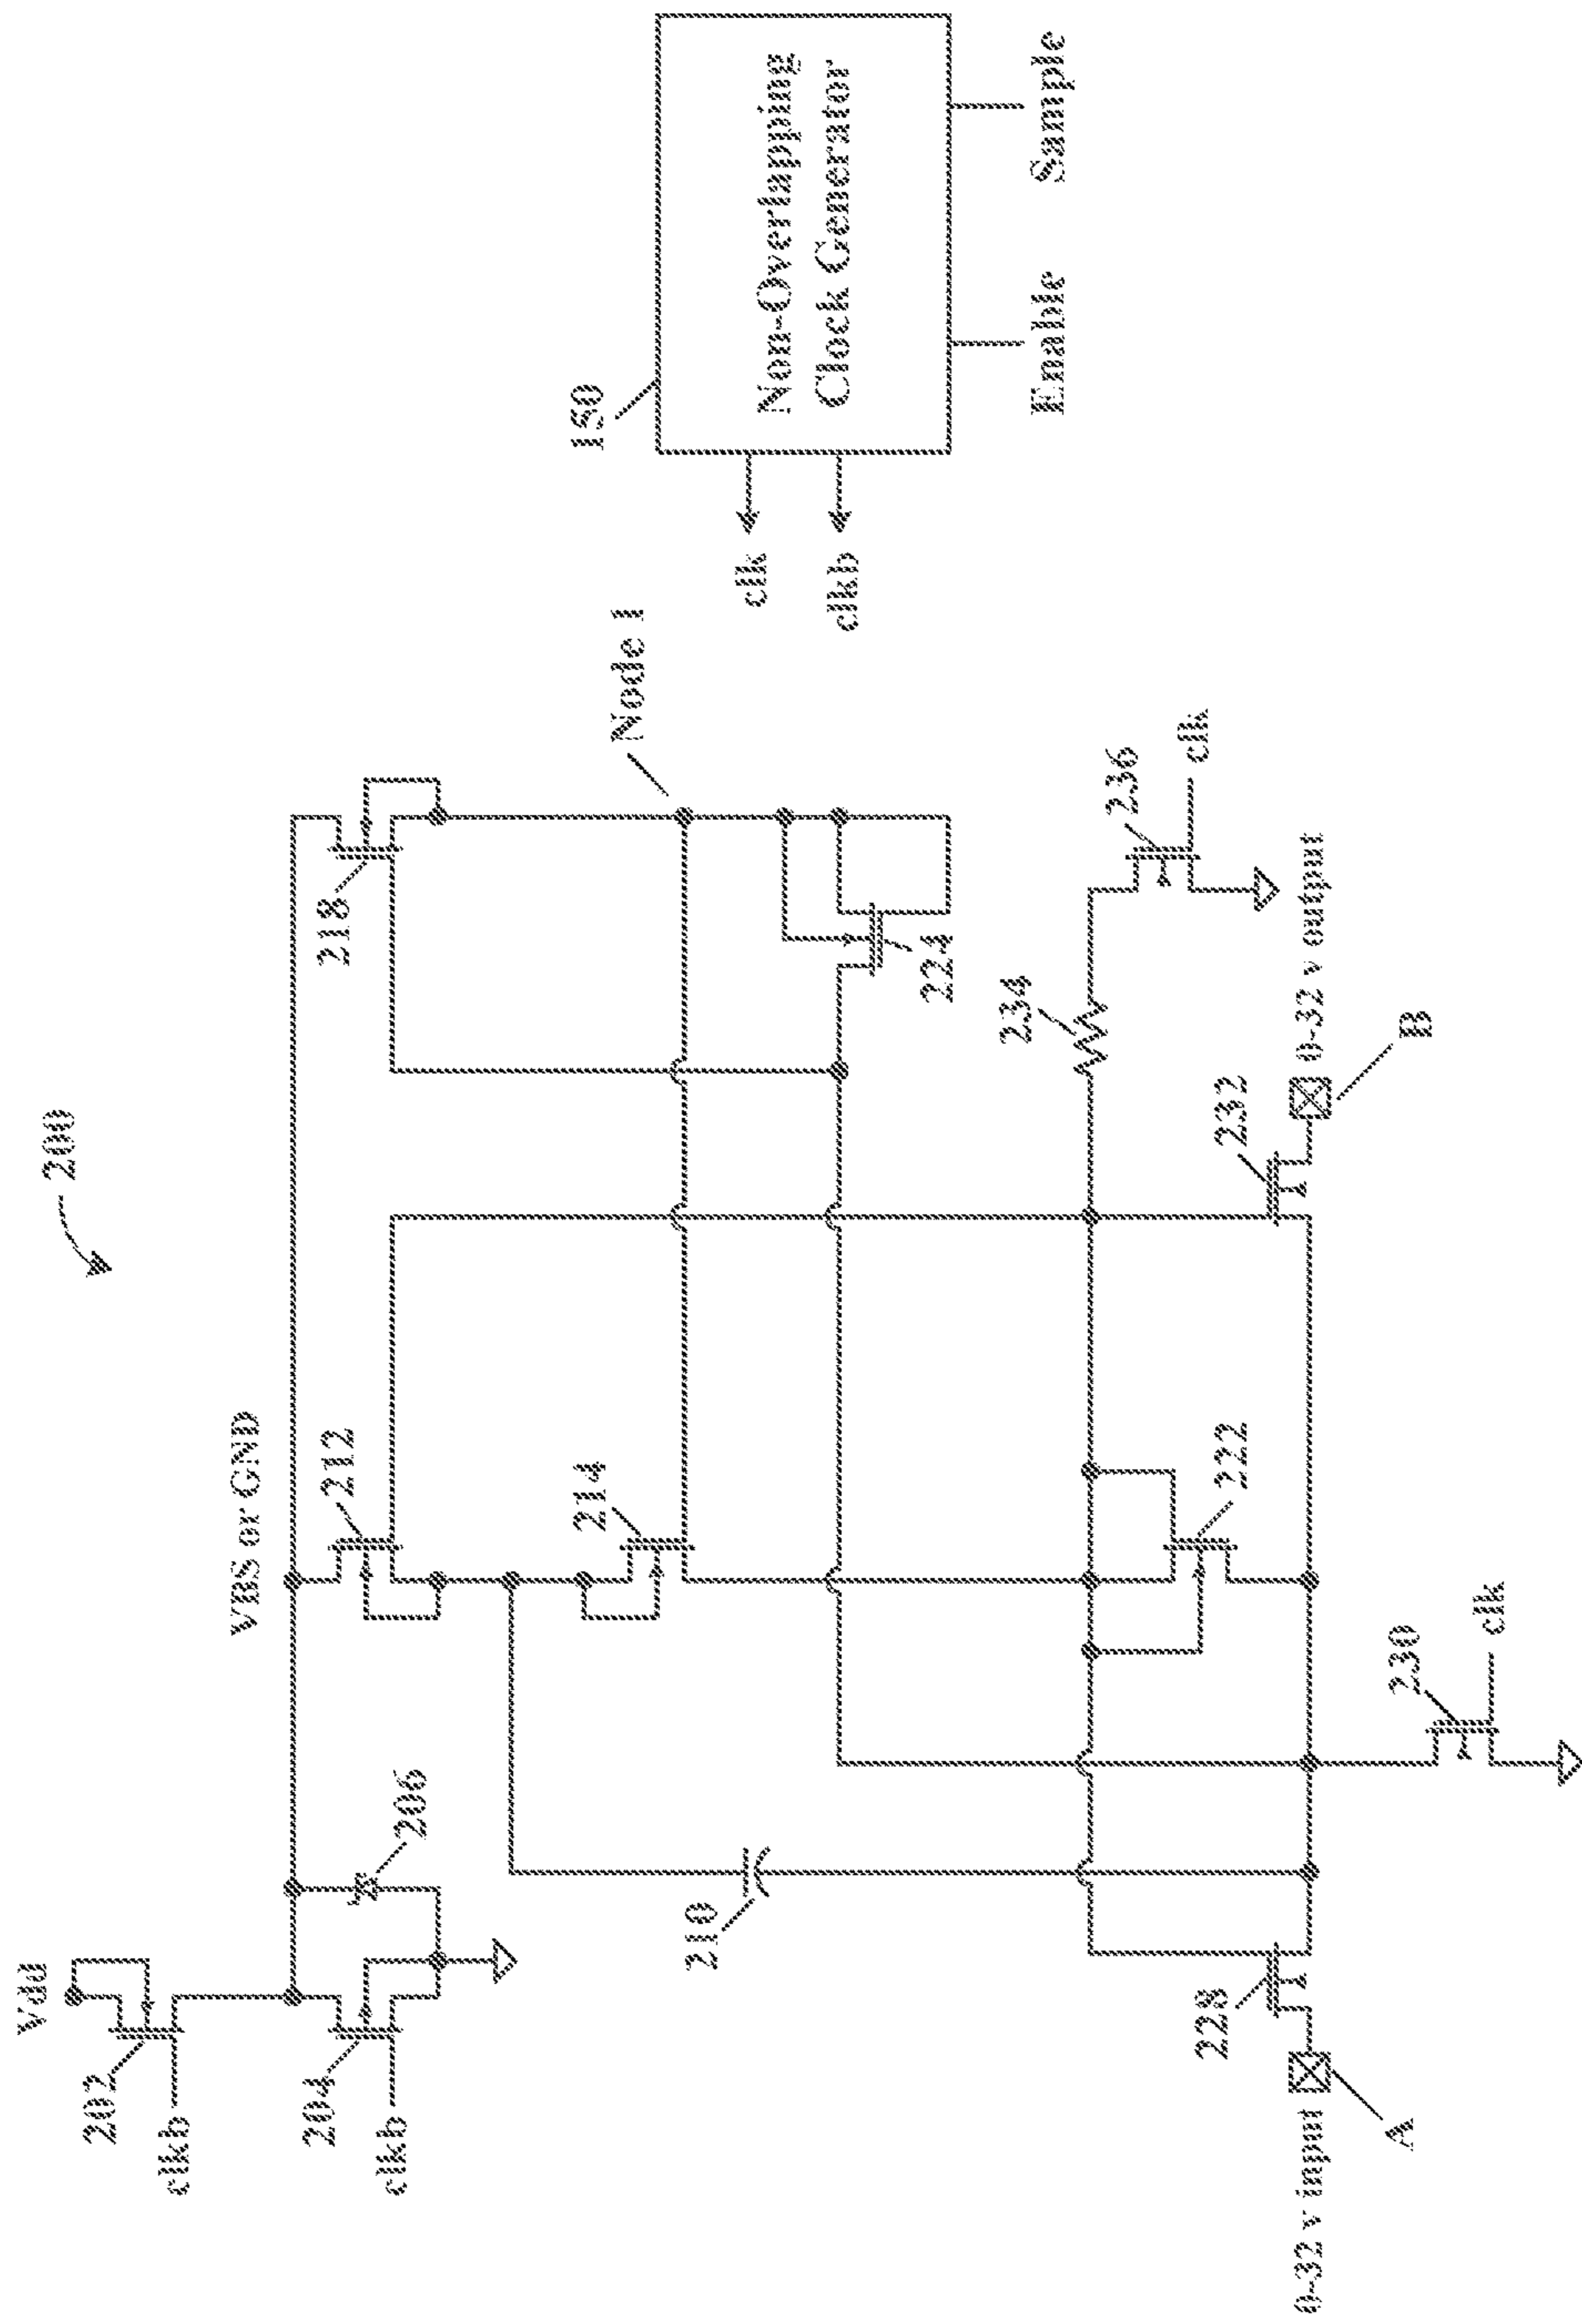 200
Vdd
202
clkb
204
clkb
206
VBS or GND
212
218
214
210
Node 1
224
234
236
clk
222
232
0-32 v output
B
228
0-32 v input
A
230
clk
150
Non-Overlapping
Clock Generator
clk
clkb
Enable
Sample